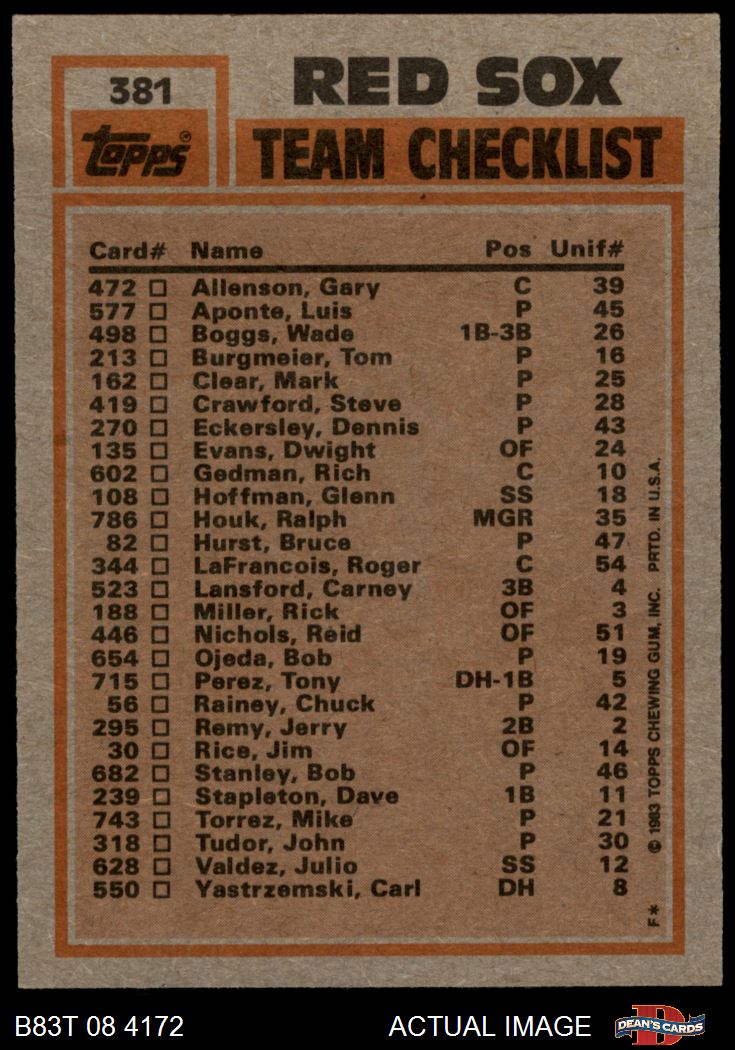 381
topps®
RED SOX
TEAM CHECKLIST
Card# Name Pos Unif#
472 □ Allenson, Gary C 39
577 □ Aponte, Luis P 45
498 □ Boggs, Wade 1B-3B 26
213 □ Burgmeier, Tom P 16
162 □ Clear, Mark P 25
419 □ Crawford, Steve P 28
270 □ Eckersley, Dennis P 43
135 □ Evans, Dwight OF 24
602 □ Gedman, Rich C 10
108 □ Hoffman, Glenn SS 18
786 □ Houk, Ralph MGR 35
82 □ Hurst, Bruce P 47
344 □ LaFrancois, Roger C 54
523 □ Lansford, Carney 3B 4
188 □ Miller, Rick OF 3
446 □ Nichols, Reid OF 51
654 □ Ojeda, Bob P 19
715 □ Perez, Tony DH-1B 5
56 □ Rainey, Chuck P 42
295 □ Remy, Jerry 2B 2
30 □ Rice, Jim OF 14
682 □ Stanley, Bob P 46
239 □ Stapleton, Dave 1B 11
743 □ Torrez, Mike P 21
318 □ Tudor, John P 30
628 □ Valdez, Julio SS 12
550 □ Yastrzemski, Carl DH 8
F* © 1983 TOPPS CHEWING GUM, INC. PRTD. IN U.S.A.
B83T 08 4172 ACTUAL IMAGE D DEAN'S CARDS